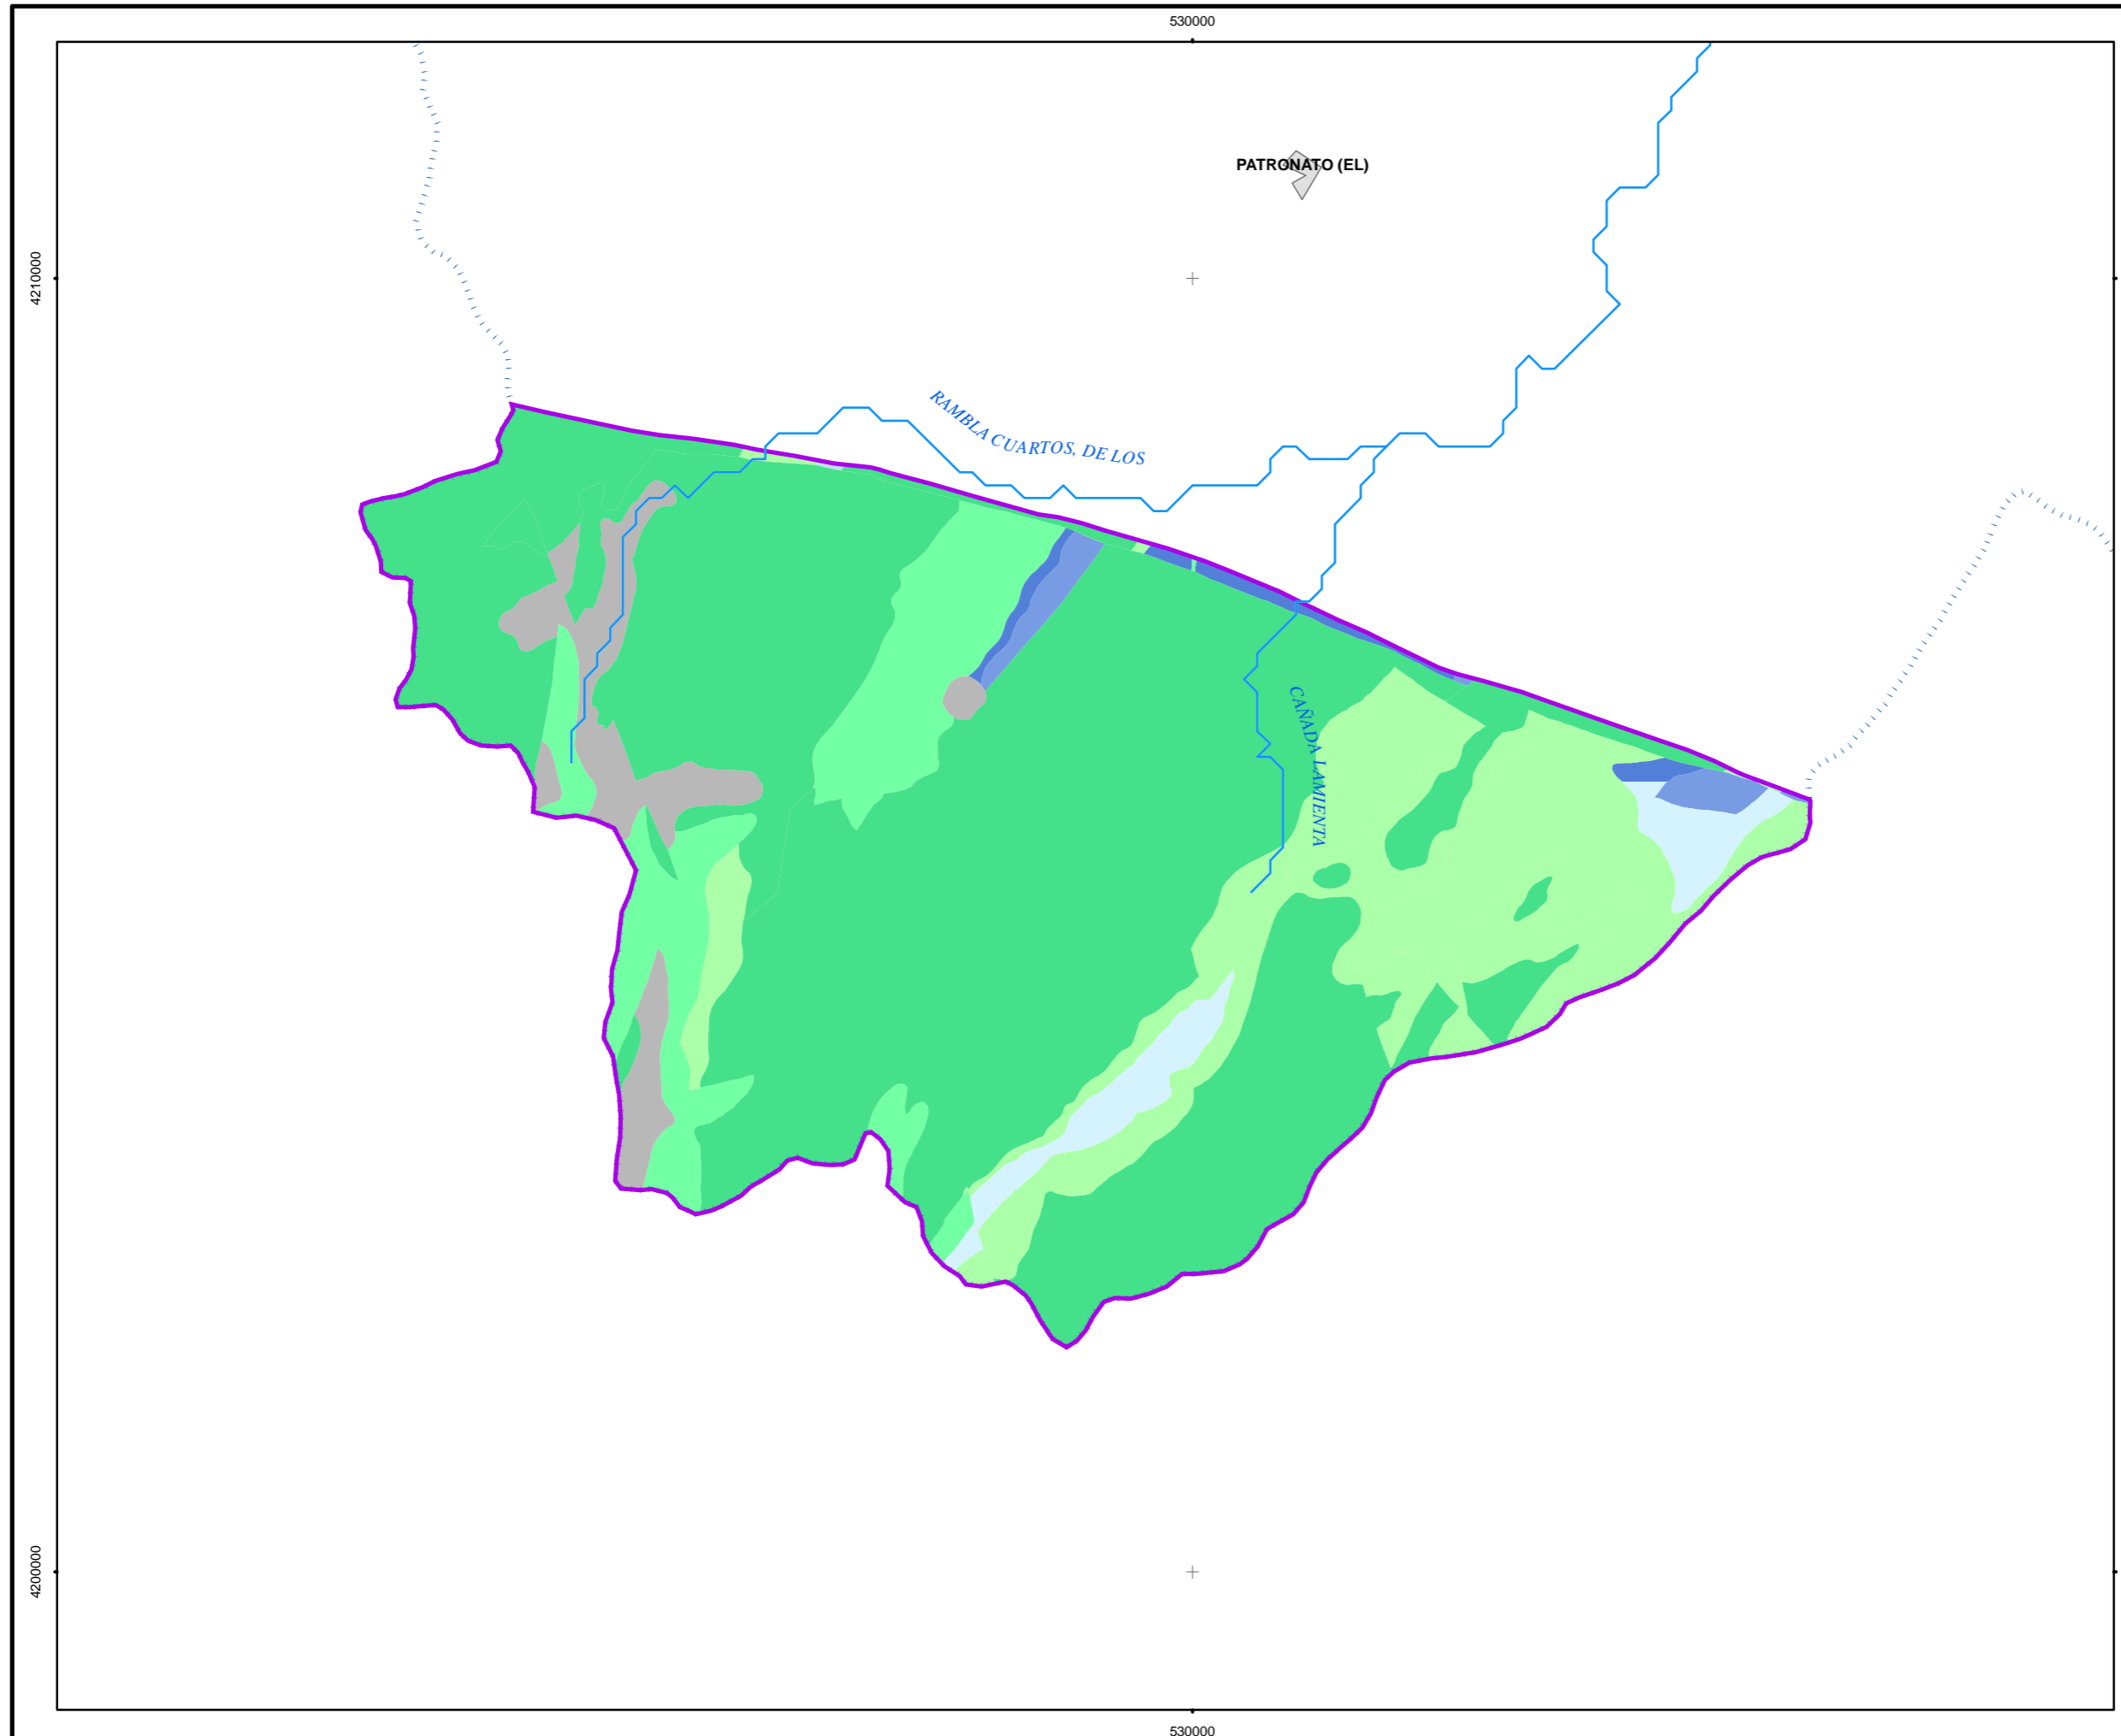 530000
PATRONATO (EL)
4210000
RAMBLA CUARTOS, DE LOS
CAÑADA LAMIENTA
4200000
530000